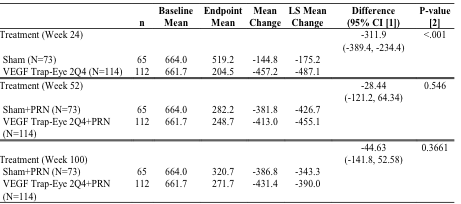 n Baseline Mean Endpoint Mean Mean Change LS Mean Change Difference (95% CI [1]) P-value [2]
Treatment (Week 24) -311.9 <.001
(-389.4, -234.4)
Sham (N=73) 65 664.0 519.2 -144.8 -175.2
VEGF Trap-Eye 2Q4 (N=114) 112 661.7 204.5 -457.2 -487.1
Treatment (Week 52) -28.44 0.546
(-121.2, 64.34)
Sham+PRN (N=73) 65 664.0 282.2 -381.8 -426.7
VEGF Trap-Eye 2Q4+PRN 112 661.7 248.7 -413.0 -455.1
(N=114)
-44.63 0.3661
Treatment (Week 100) (-141.8, 52.58)
Sham+PRN (N=73) 65 664.0 320.7 -386.8 -343.3
VEGF Trap-Eye 2Q4+PRN 112 661.7 271.7 -431.4 -390.0
(N=114)